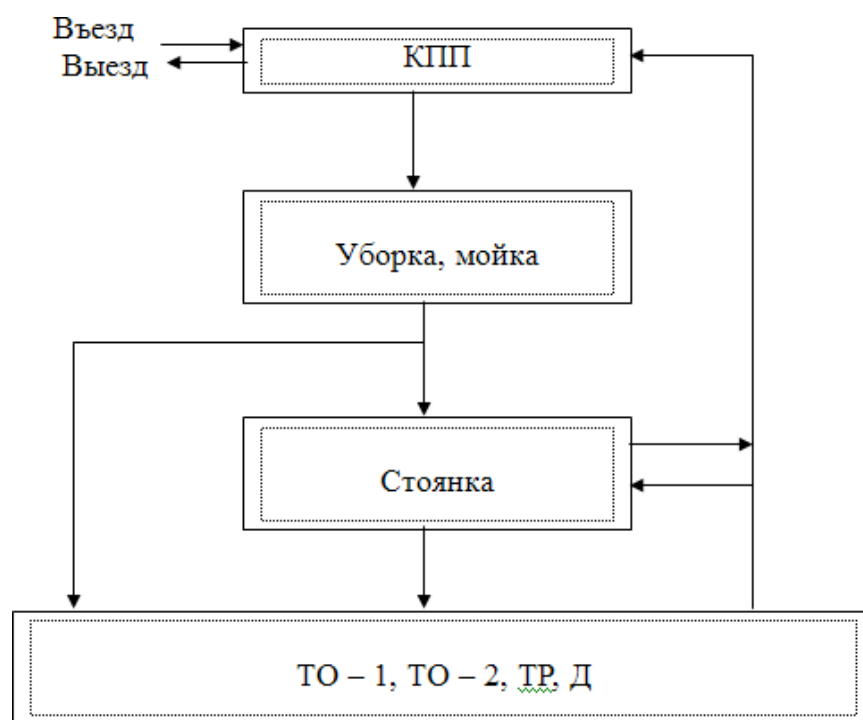 Въезд
Выезд
КПП
Уборка, мойка
Стоянка
ТО – 1, ТО – 2, ТР, Д